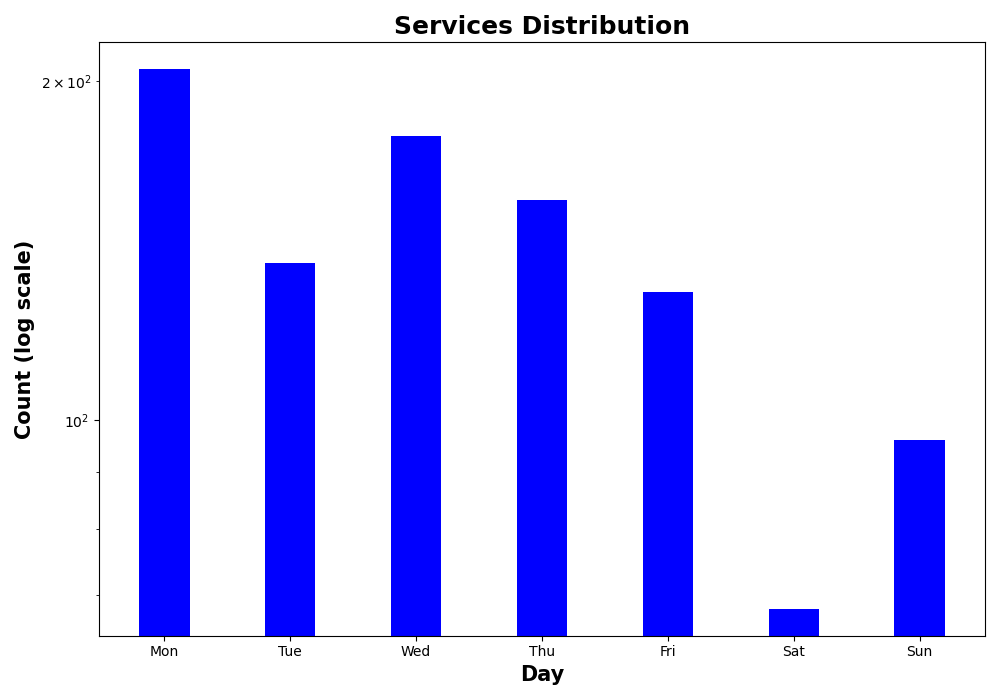 Services Distribution
Count (log scale)
2 × 10²
10²
Mon Tue Wed Thu Fri Sat Sun
Day